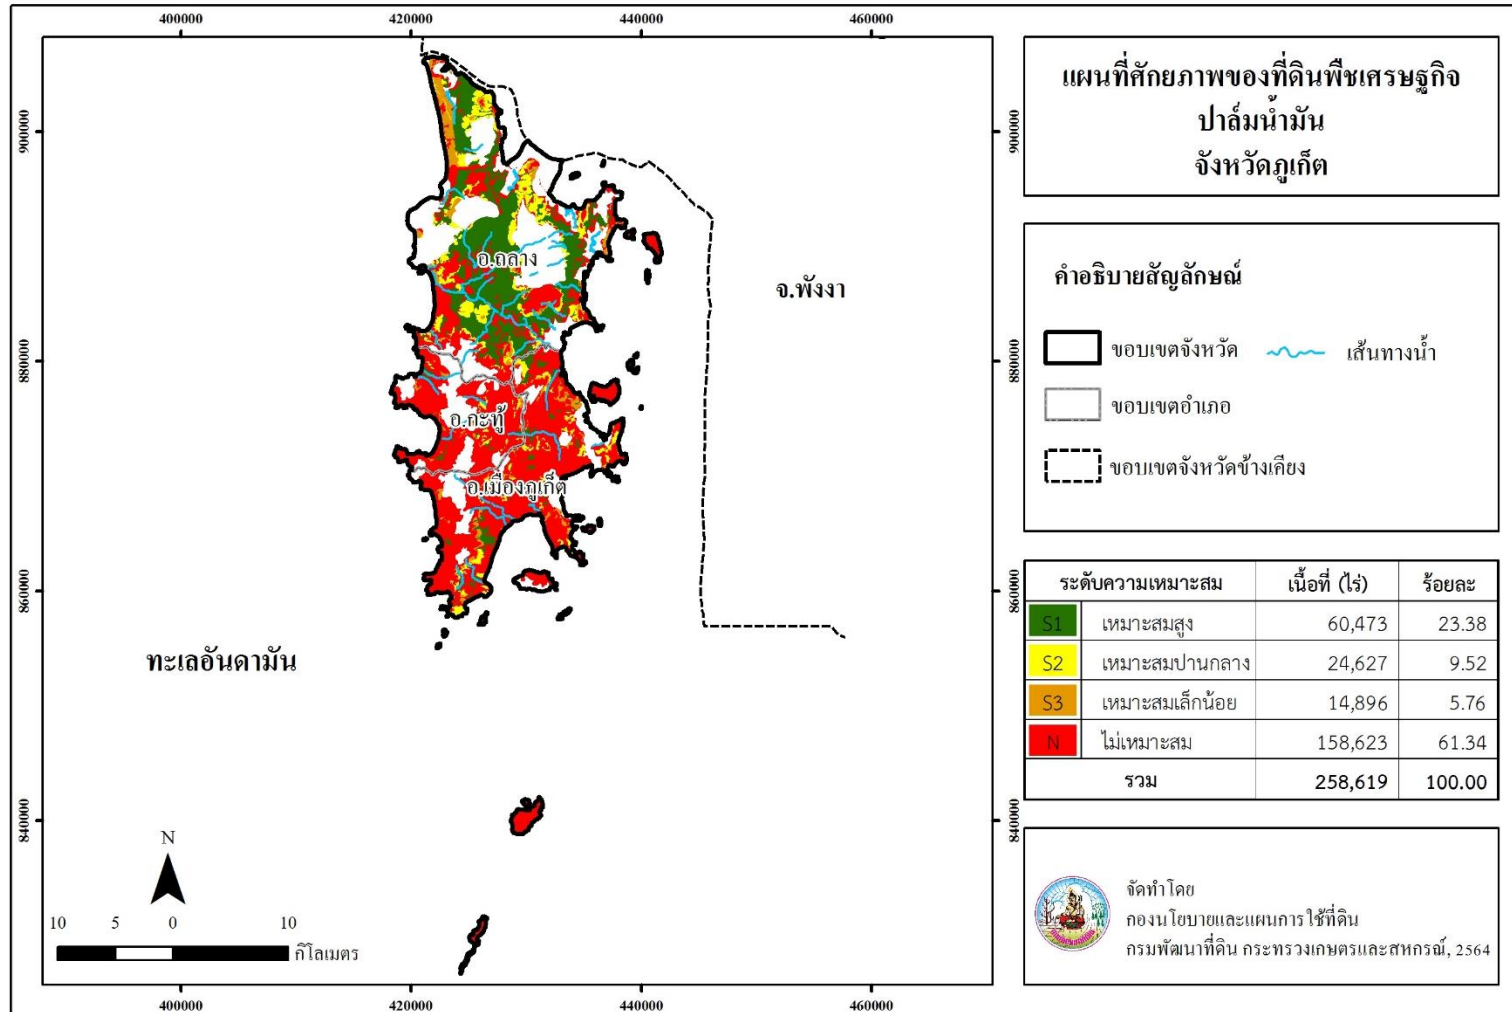 400000
420000
440000
460000
แผนที่ศักยภาพของที่ดินพืชเศรษฐกิจ
ปาล์มน้ำมัน
จังหวัดภูเก็ต
900000
900000
อ.ถลาง
จ.พังงา
คำอธิบายสัญลักษณ์
ขอบเขตจังหวัด
เส้นทางน้ำ
ขอบเขตอำเภอ
ขอบเขตจังหวัดข้างเคียง
880000
880000
อ.กะทู้
อ.เมืองภูเก็ต
860000
860000
ระดับความเหมาะสม เนื้อที่ (ไร่) ร้อยละ
S1 เหมาะสมสูง 60,473 23.38
S2 เหมาะสมปานกลาง 24,627 9.52
S3 เหมาะสมเล็กน้อย 14,896 5.76
N ไม่เหมาะสม 158,623 61.34
รวม 258,619 100.00
ทะเลอันดามัน
840000
840000
N
10 5 0 10
กิโลเมตร
จัดทำโดย
กองนโยบายและแผนการใช้ที่ดิน
กรมพัฒนาที่ดิน กระทรวงเกษตรและสหกรณ์, 2564
400000
420000
440000
460000